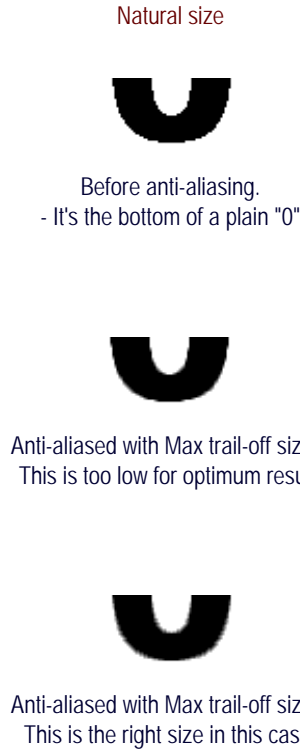 Natural size
Before anti-aliasing.
- It's the bottom of a plain "0"
Anti-aliased with Max trail-off
This is too low for optimum
Anti-aliased with Max trail-off
This is the right size in this